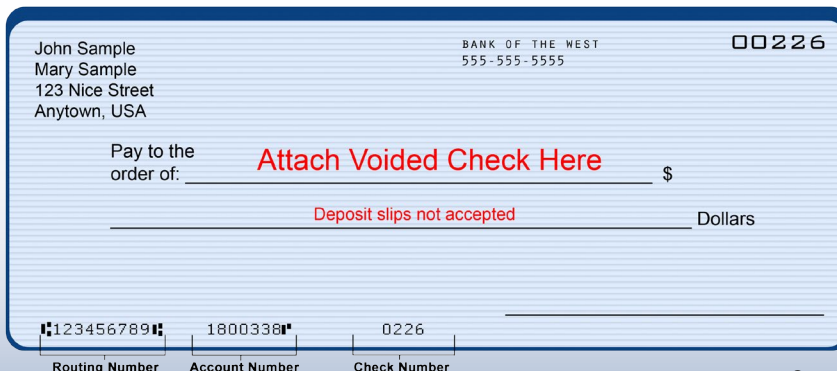 John Sample
Mary Sample
123 Nice Street
Anytown, USA
BANK OF THE WEST
555-555-5555
00226
Pay to the
order of:
Attach Voided Check Here
$
Deposit slips not accepted
Dollars
⑆123456789⑆ 1800338⑈ 0226
Routing Number Account Number Check Number